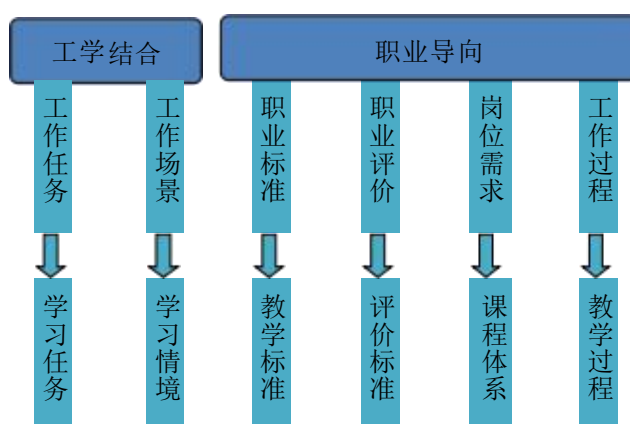 工学结合
职业导向
工作任务
工作场景
职业标准
职业评价
岗位需求
工作过程
学习任务
学习情境
教学标准
评价标准
课程体系
教学过程